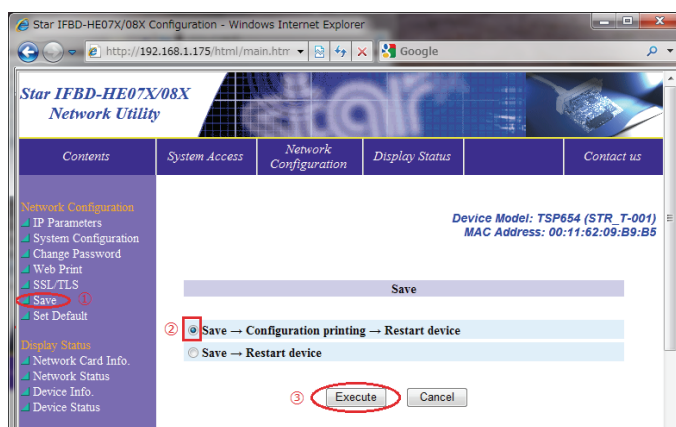 Star IFBD-HE07X/08X Configuration - Windows Internet Explorer
http://192.168.1.175/html/main.htm
Google
Star IFBD-HE07X/08X
Network Utility
star
Contents
System Access
Network
Configuration
Display Status
Contact us
Network Configuration
IP Parameters
System Configuration
Change Password
Web Print
SSL/TLS
Save ①
Set Default
Display Status
Network Card Info.
Network Status
Device Info.
Device Status
Device Model: TSP654 (STR_T-001)
MAC Address: 00:11:62:09:B9:B5
Save
② Save → Configuration printing → Restart device
Save → Restart device
③ Execute Cancel